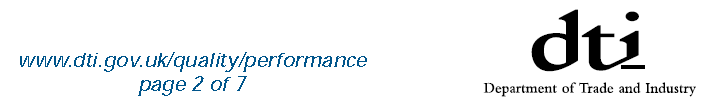 www.dti.gov.uk/quality/performance
page 2 of 7
dti
Department of Trade and Industry